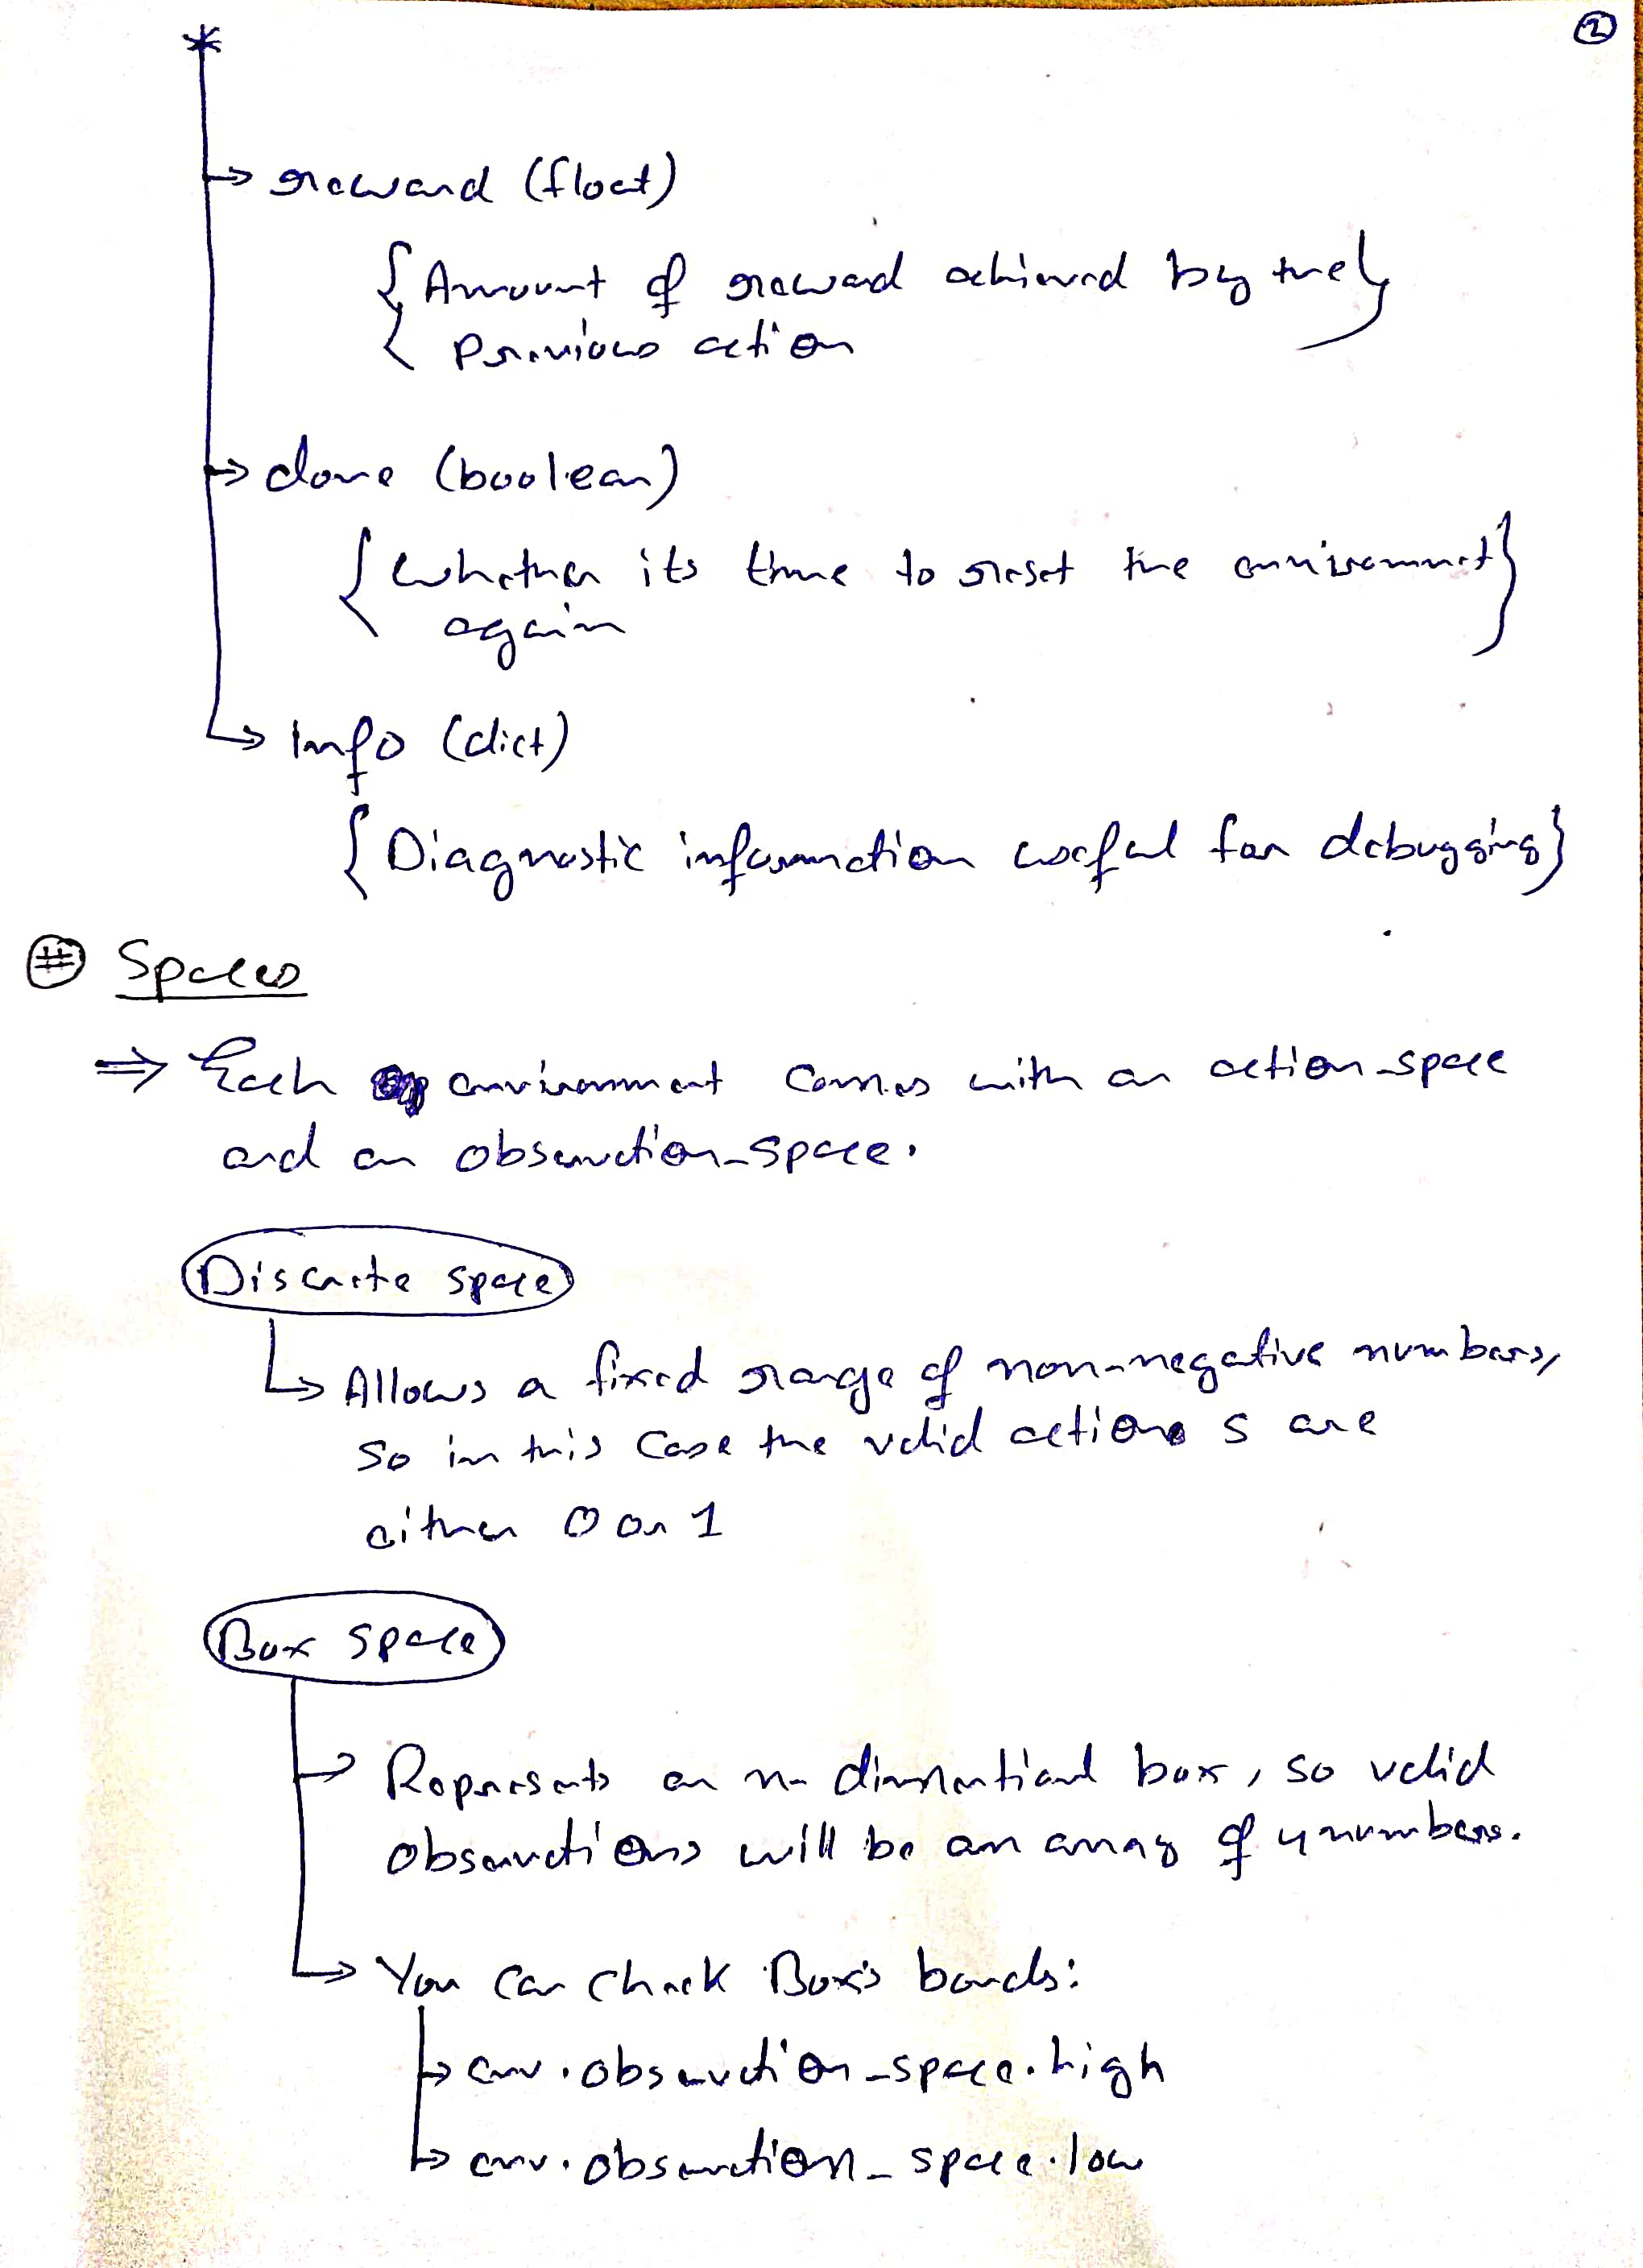 2
*
→ reward (float)
{ Amount of reward achieved by the }
previous action
→ done (boolean)
{ whether its time to reset the environment }
again
→ Info (dict)
{ Diagnostic information useful for debugging }
# Spaces
⇒ Each environment comes with an action_space
and an observation_space.
Discrete space
↳ Allows a fixed range of non-negative numbers,
so in this case the valid actions are
either 0 or 1
Box space
→ Represents an n-dimentional box, so valid
observations will be an array of 4 numbers.
→ You can check Box's bonds:
→ env.observation_space.high
→ env.observation_space.low